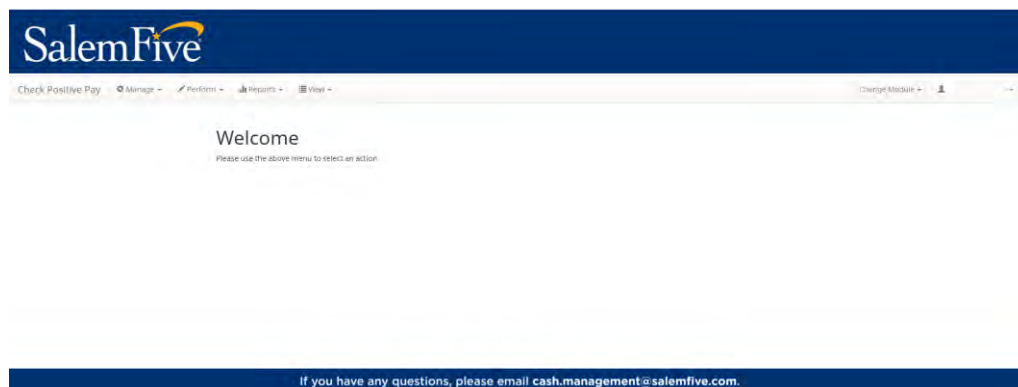 SalemFive
Check Positive Pay Manage Perform Reports View Change Module
Welcome
Please use the above menu to select an action
If you have any questions, please email cash.management@salemfive.com.